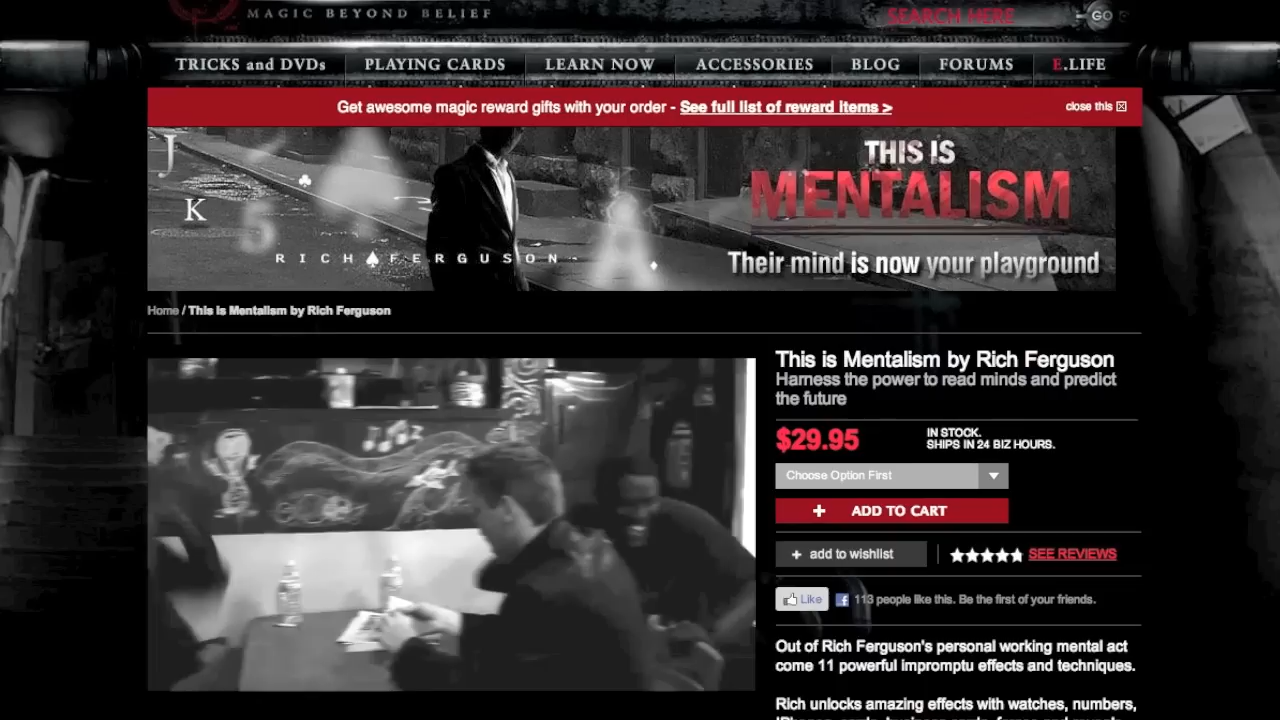 MAGIC BEYOND BELIEF
SEARCH HERE
GO
TRICKS and DVDs
PLAYING CARDS
LEARN NOW
ACCESSORIES
BLOG
FORUMS
E.LIFE
Get awesome magic reward gifts with your order - See full list of reward items >
close this
J
K
5
A
A
RICH FERGUSON
THIS IS
MENTALISM
Their mind is now your playground
Home / This is Mentalism by Rich Ferguson
This is Mentalism by Rich Ferguson
Harness the power to read minds and predict
the future
$29.95
IN STOCK.
SHIPS IN 24 BIZ HOURS.
Choose Option First
+ ADD TO CART
+ add to wishlist
SEE REVIEWS
Like
f
113 people like this. Be the first of your friends.
Out of Rich Ferguson's personal working mental act
come 11 powerful impromptu effects and techniques.
Rich unlocks amazing effects with watches, numbers,